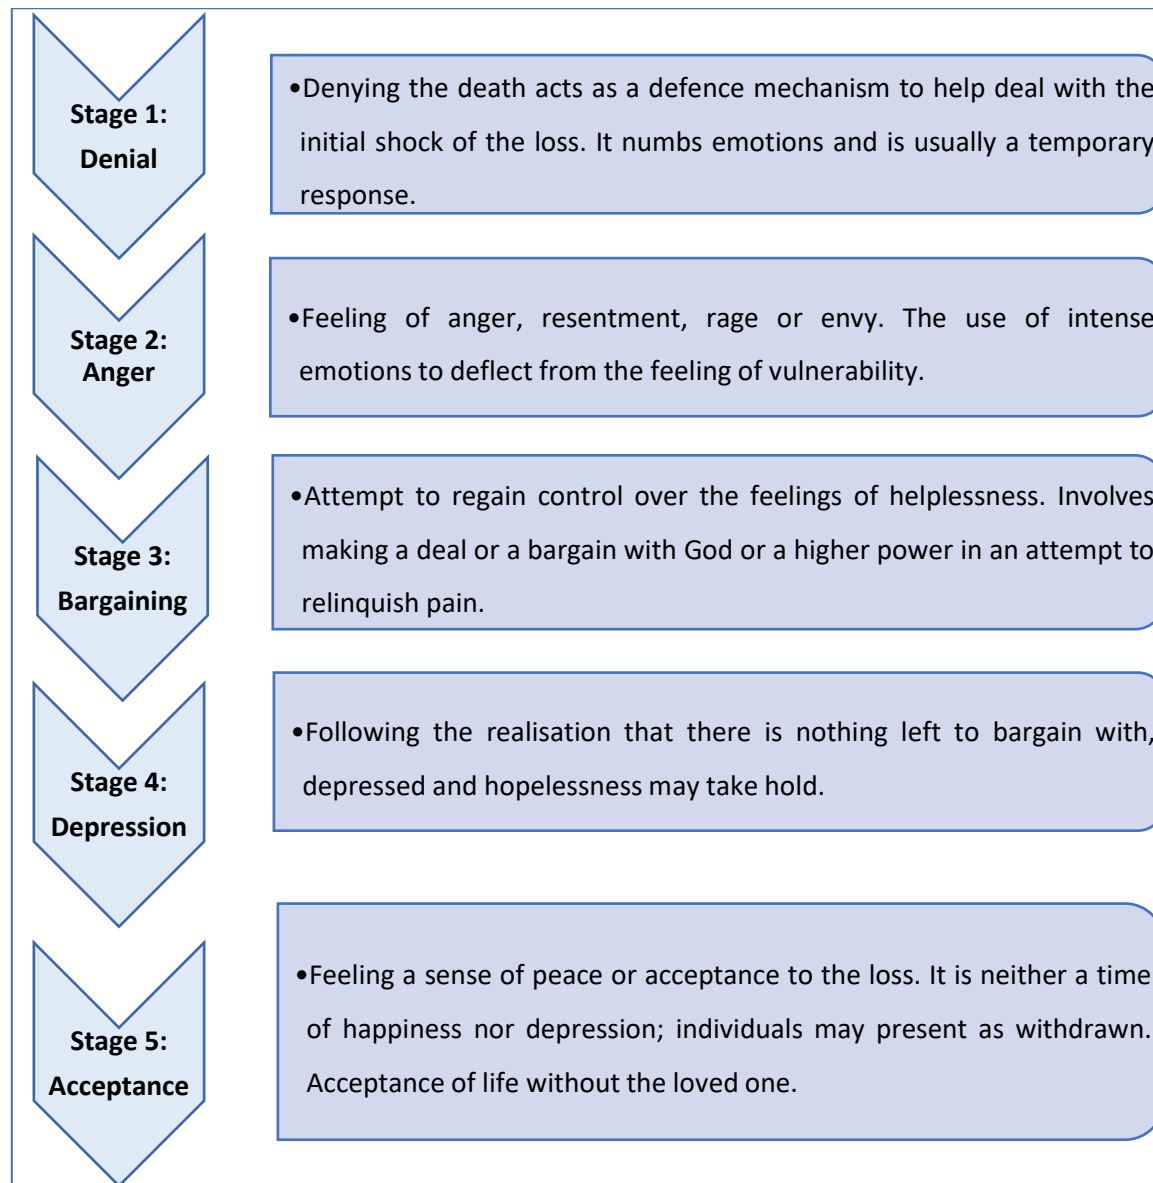 Stage 1:
Denial
•Denying the death acts as a defence mechanism to help deal with the
initial shock of the loss. It numbs emotions and is usually a temporary
response.
Stage 2:
Anger
•Feeling of anger, resentment, rage or envy. The use of intense
emotions to deflect from the feeling of vulnerability.
Stage 3:
Bargaining
•Attempt to regain control over the feelings of helplessness. Involves
making a deal or a bargain with God or a higher power in an attempt to
relinquish pain.
Stage 4:
Depression
•Following the realisation that there is nothing left to bargain with,
depressed and hopelessness may take hold.
Stage 5:
Acceptance
•Feeling a sense of peace or acceptance to the loss. It is neither a time
of happiness nor depression; individuals may present as withdrawn.
Acceptance of life without the loved one.